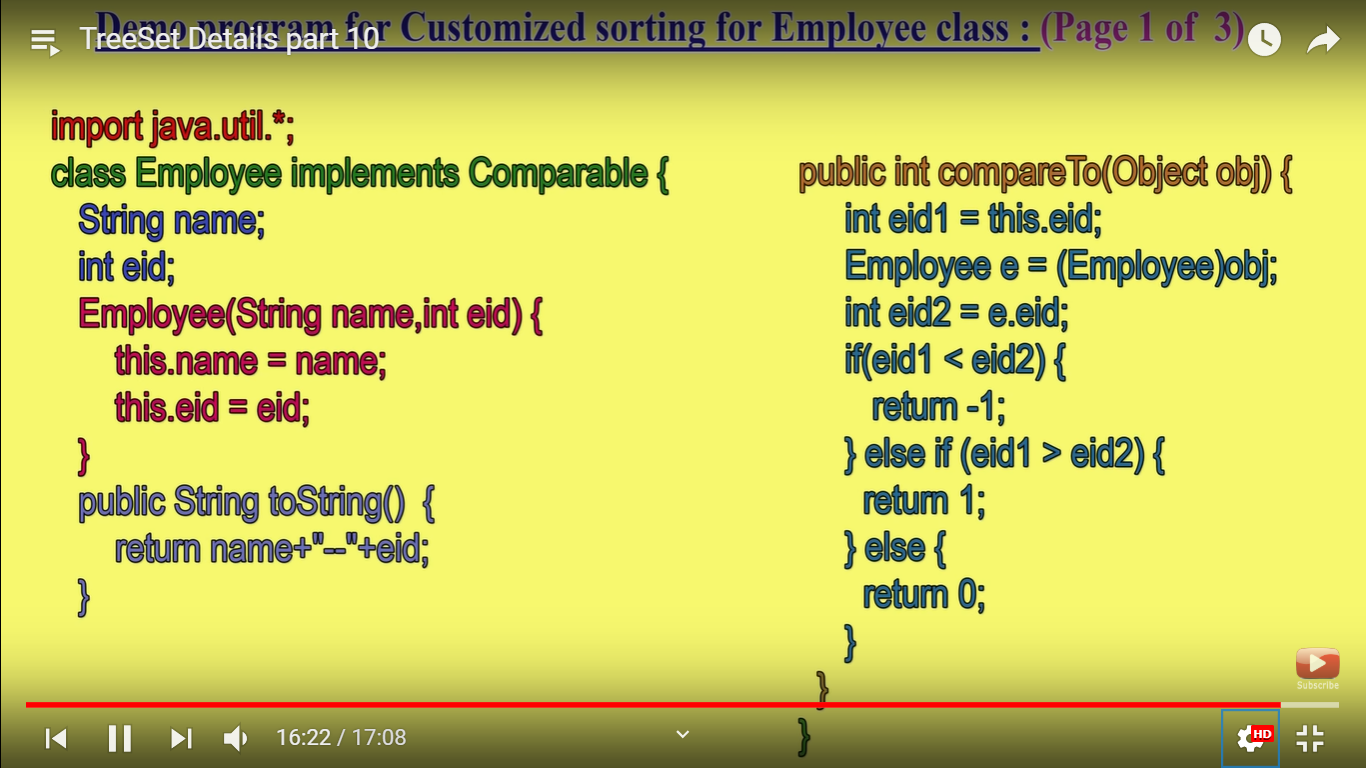 Demo program for Customized sorting for Employee class : (Page 1 of 3)
TreeSet Details part 10
import java.util.*;
class Employee implements Comparable {
String name;
int eid;
Employee(String name,int eid) {
this.name = name;
this.eid = eid;
}
public String toString() {
return name+"--"+eid;
}
public int compareTo(Object obj) {
int eid1 = this.eid;
Employee e = (Employee)obj;
int eid2 = e.eid;
if(eid1 < eid2) {
return -1;
} else if (eid1 > eid2) {
return 1;
} else {
return 0;
}
}
}
Subscribe
16:22 / 17:08
HD